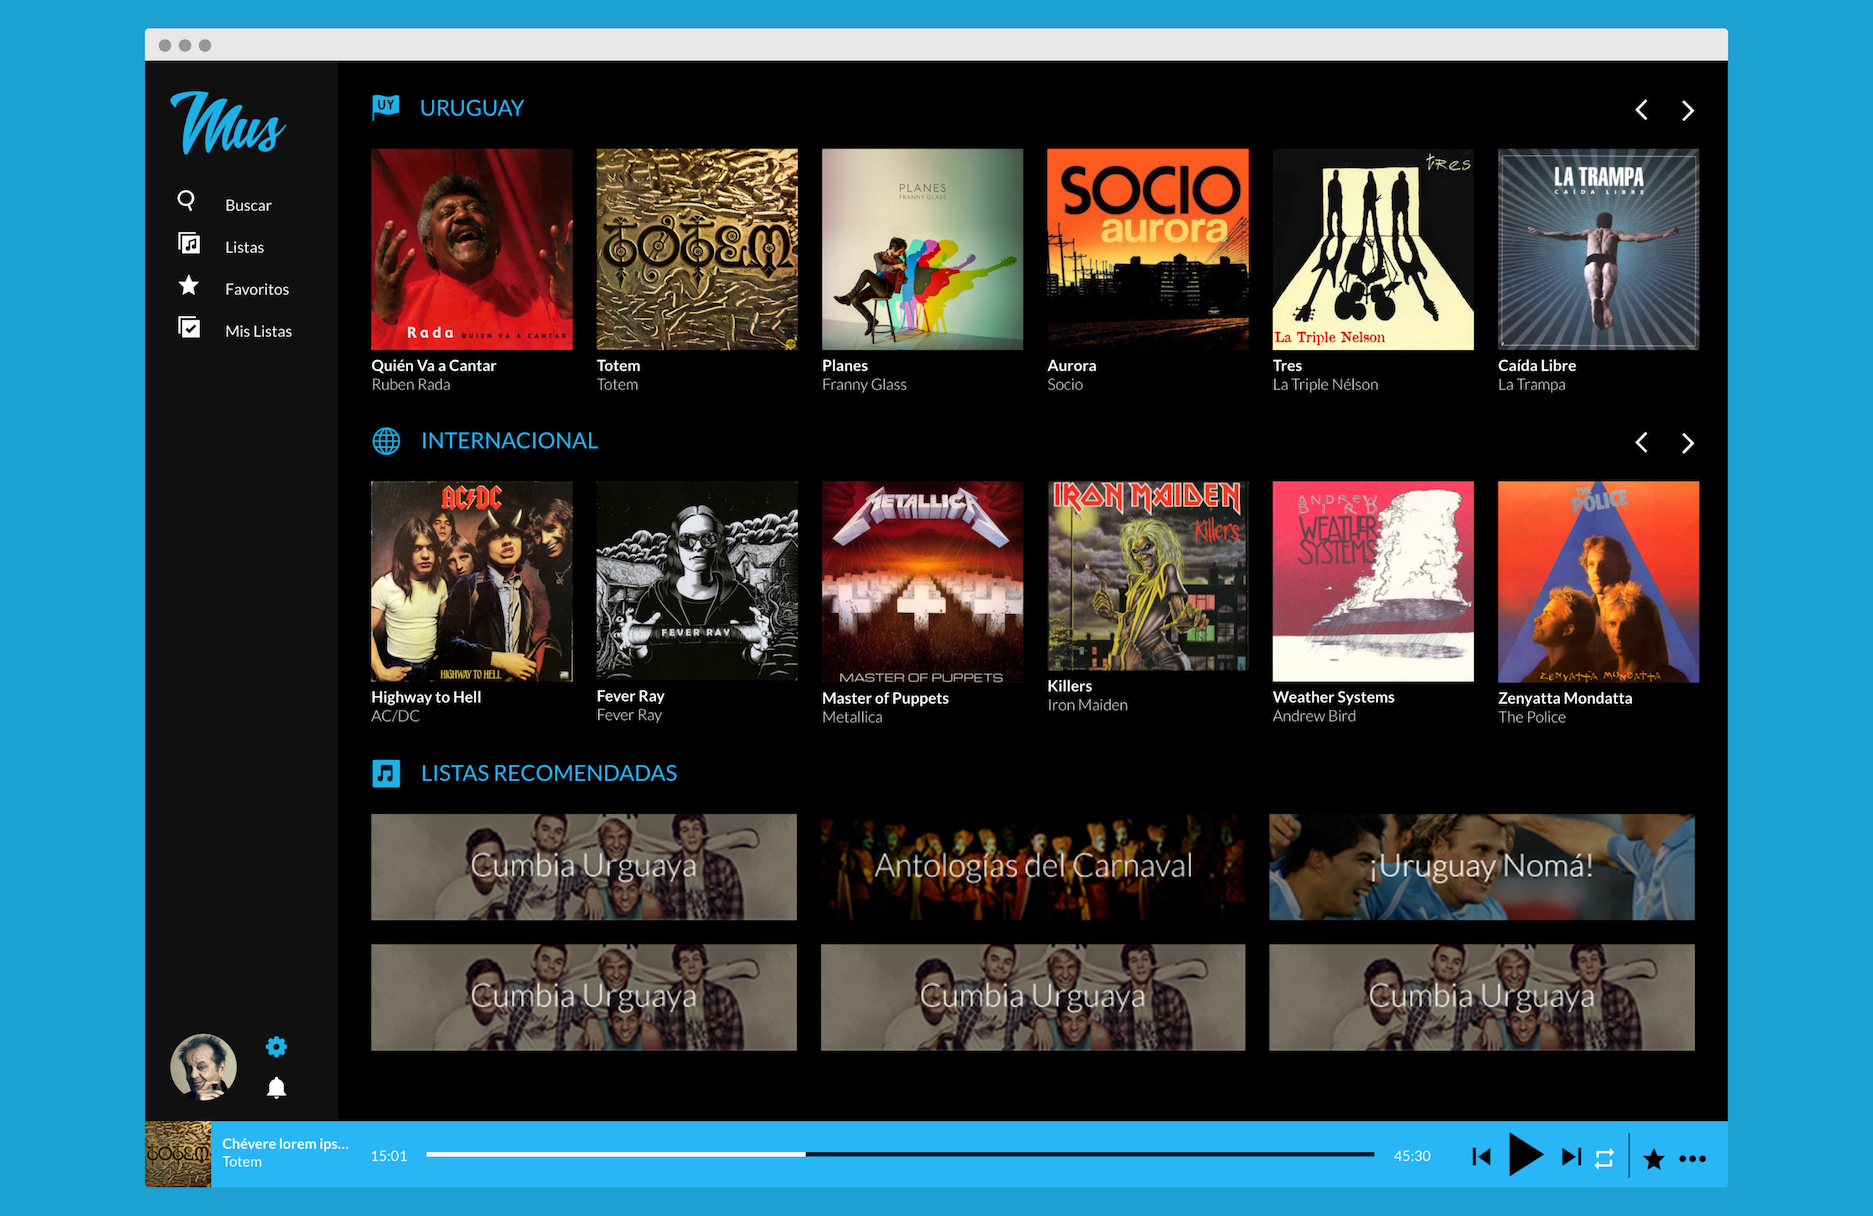 Mus
Buscar
Listas
Favoritos
Mis Listas
UY URUGUAY
Rada QUIEN VA A CANTAR
TOTEM
PLANES
FRANNY GLASS
SOCIO
aurora
tres
La Triple Nelson
LA TRAMPA
CAÍDA LIBRE
Quién Va a Cantar
Ruben Rada
Totem
Totem
Planes
Franny Glass
Aurora
Socio
Tres
La Triple Nélson
Caída Libre
La Trampa
INTERNACIONAL
AC/DC
HIGHWAY TO HELL
FEVER RAY
METALLICA
MASTER OF PUPPETS
IRON MAIDEN
Killers
ANDREW
BIRD
WEATHER
SYSTEMS
THE
POLICE
ZENYATTA MONDATTA
Highway to Hell
AC/DC
Fever Ray
Fever Ray
Master of Puppets
Metallica
Killers
Iron Maiden
Weather Systems
Andrew Bird
Zenyatta Mondatta
The Police
LISTAS RECOMENDADAS
Cumbia Urguaya
Antologías del Carnaval
¡Uruguay Nomá!
Cumbia Urguaya
Cumbia Urguaya
Cumbia Urguaya
TOTEM
Chévere lorem ips...
Totem
15:01
45:30